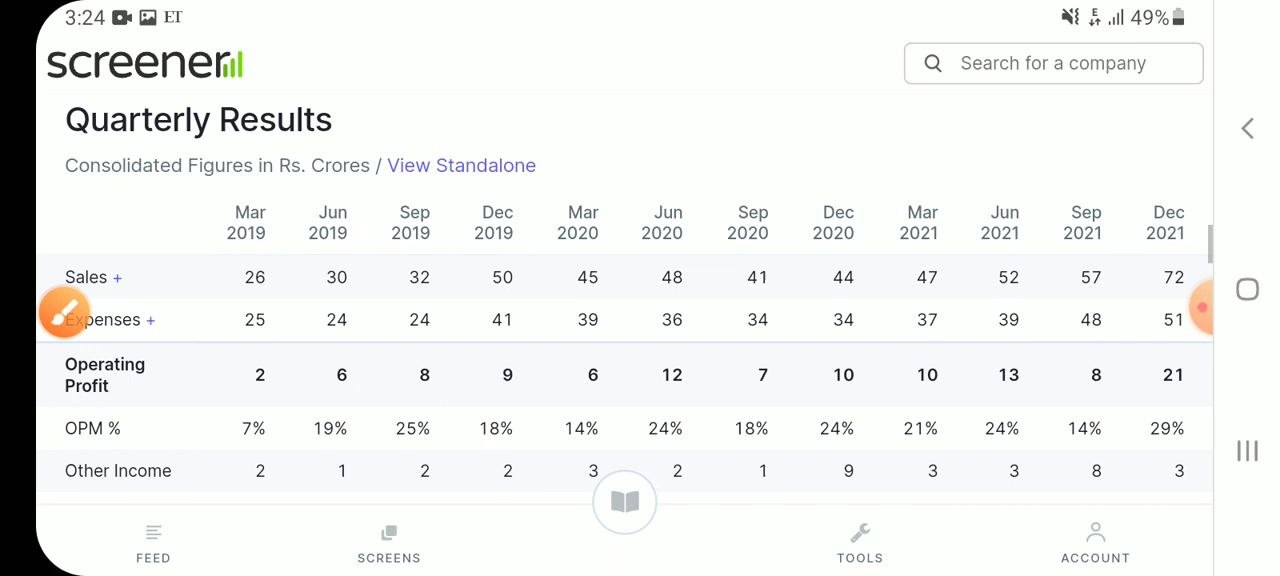 3:24 ET 49%
screener
Search for a company
Quarterly Results
Consolidated Figures in Rs. Crores / View Standalone
Mar 2019 Jun 2019 Sep 2019 Dec 2019 Mar 2020 Jun 2020 Sep 2020 Dec 2020 Mar 2021 Jun 2021 Sep 2021 Dec 2021
Sales + 26 30 32 50 45 48 41 44 47 52 57 72
Expenses + 25 24 24 41 39 36 34 34 37 39 48 51
Operating Profit 2 6 8 9 6 12 7 10 10 13 8 21
OPM % 7% 19% 25% 18% 14% 24% 18% 24% 21% 24% 14% 29%
Other Income 2 1 2 2 3 2 1 9 3 3 8 3
FEED SCREENS TOOLS ACCOUNT